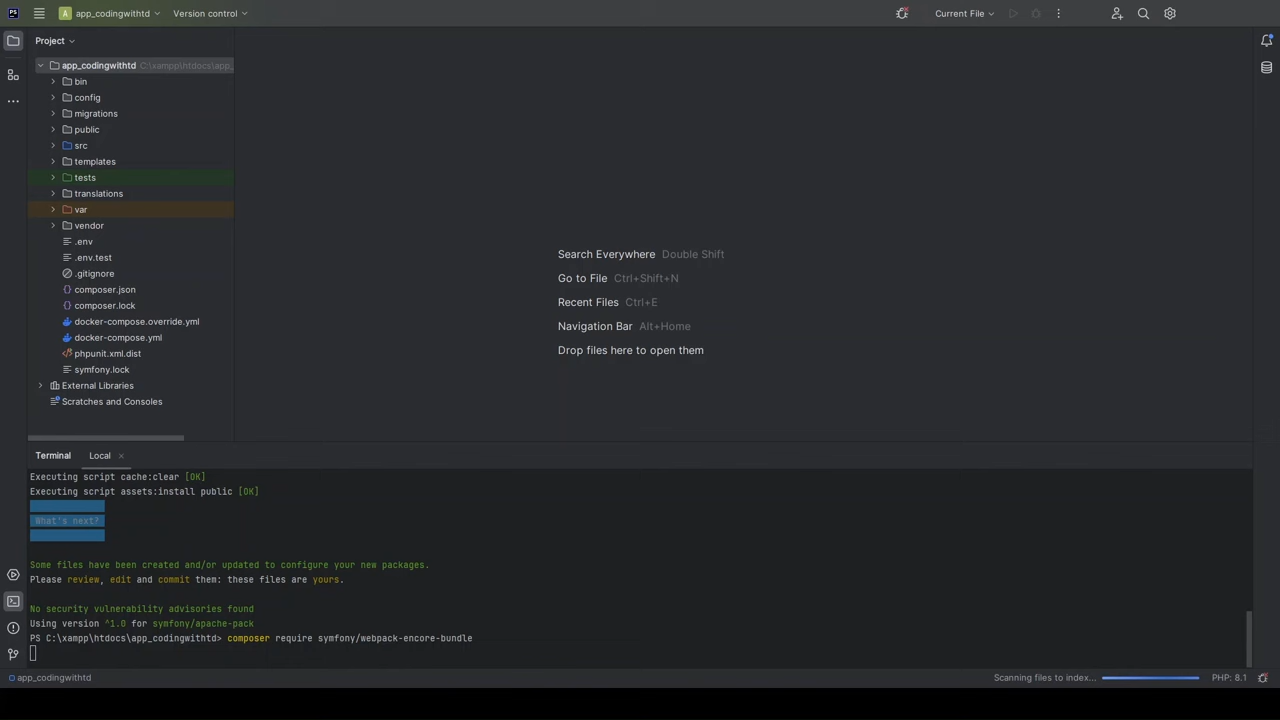 PS
A
app_codingwithtd
Version control
Current File
Project
app_codingwithtd C:\xampp\htdocs\app_
bin
config
migrations
public
src
templates
tests
translations
var
vendor
.env
.env.test
.gitignore
composer.json
composer.lock
docker-compose.override.yml
docker-compose.yml
phpunit.xml.dist
symfony.lock
External Libraries
Scratches and Consoles
Search Everywhere Double Shift
Go to File Ctrl+Shift+N
Recent Files Ctrl+E
Navigation Bar Alt+Home
Drop files here to open them
Terminal Local
Executing script cache:clear [OK]
Executing script assets:install public [OK]
What's next?
Some files have been created and/or updated to configure your new packages.
Please review, edit and commit them: these files are yours.
No security vulnerability advisories found
Using version ^1.0 for symfony/apache-pack
PS C:\xampp\htdocs\app_codingwithtd> composer require symfony/webpack-encore-bundle
app_codingwithtd
Scanning files to index...
PHP: 8.1